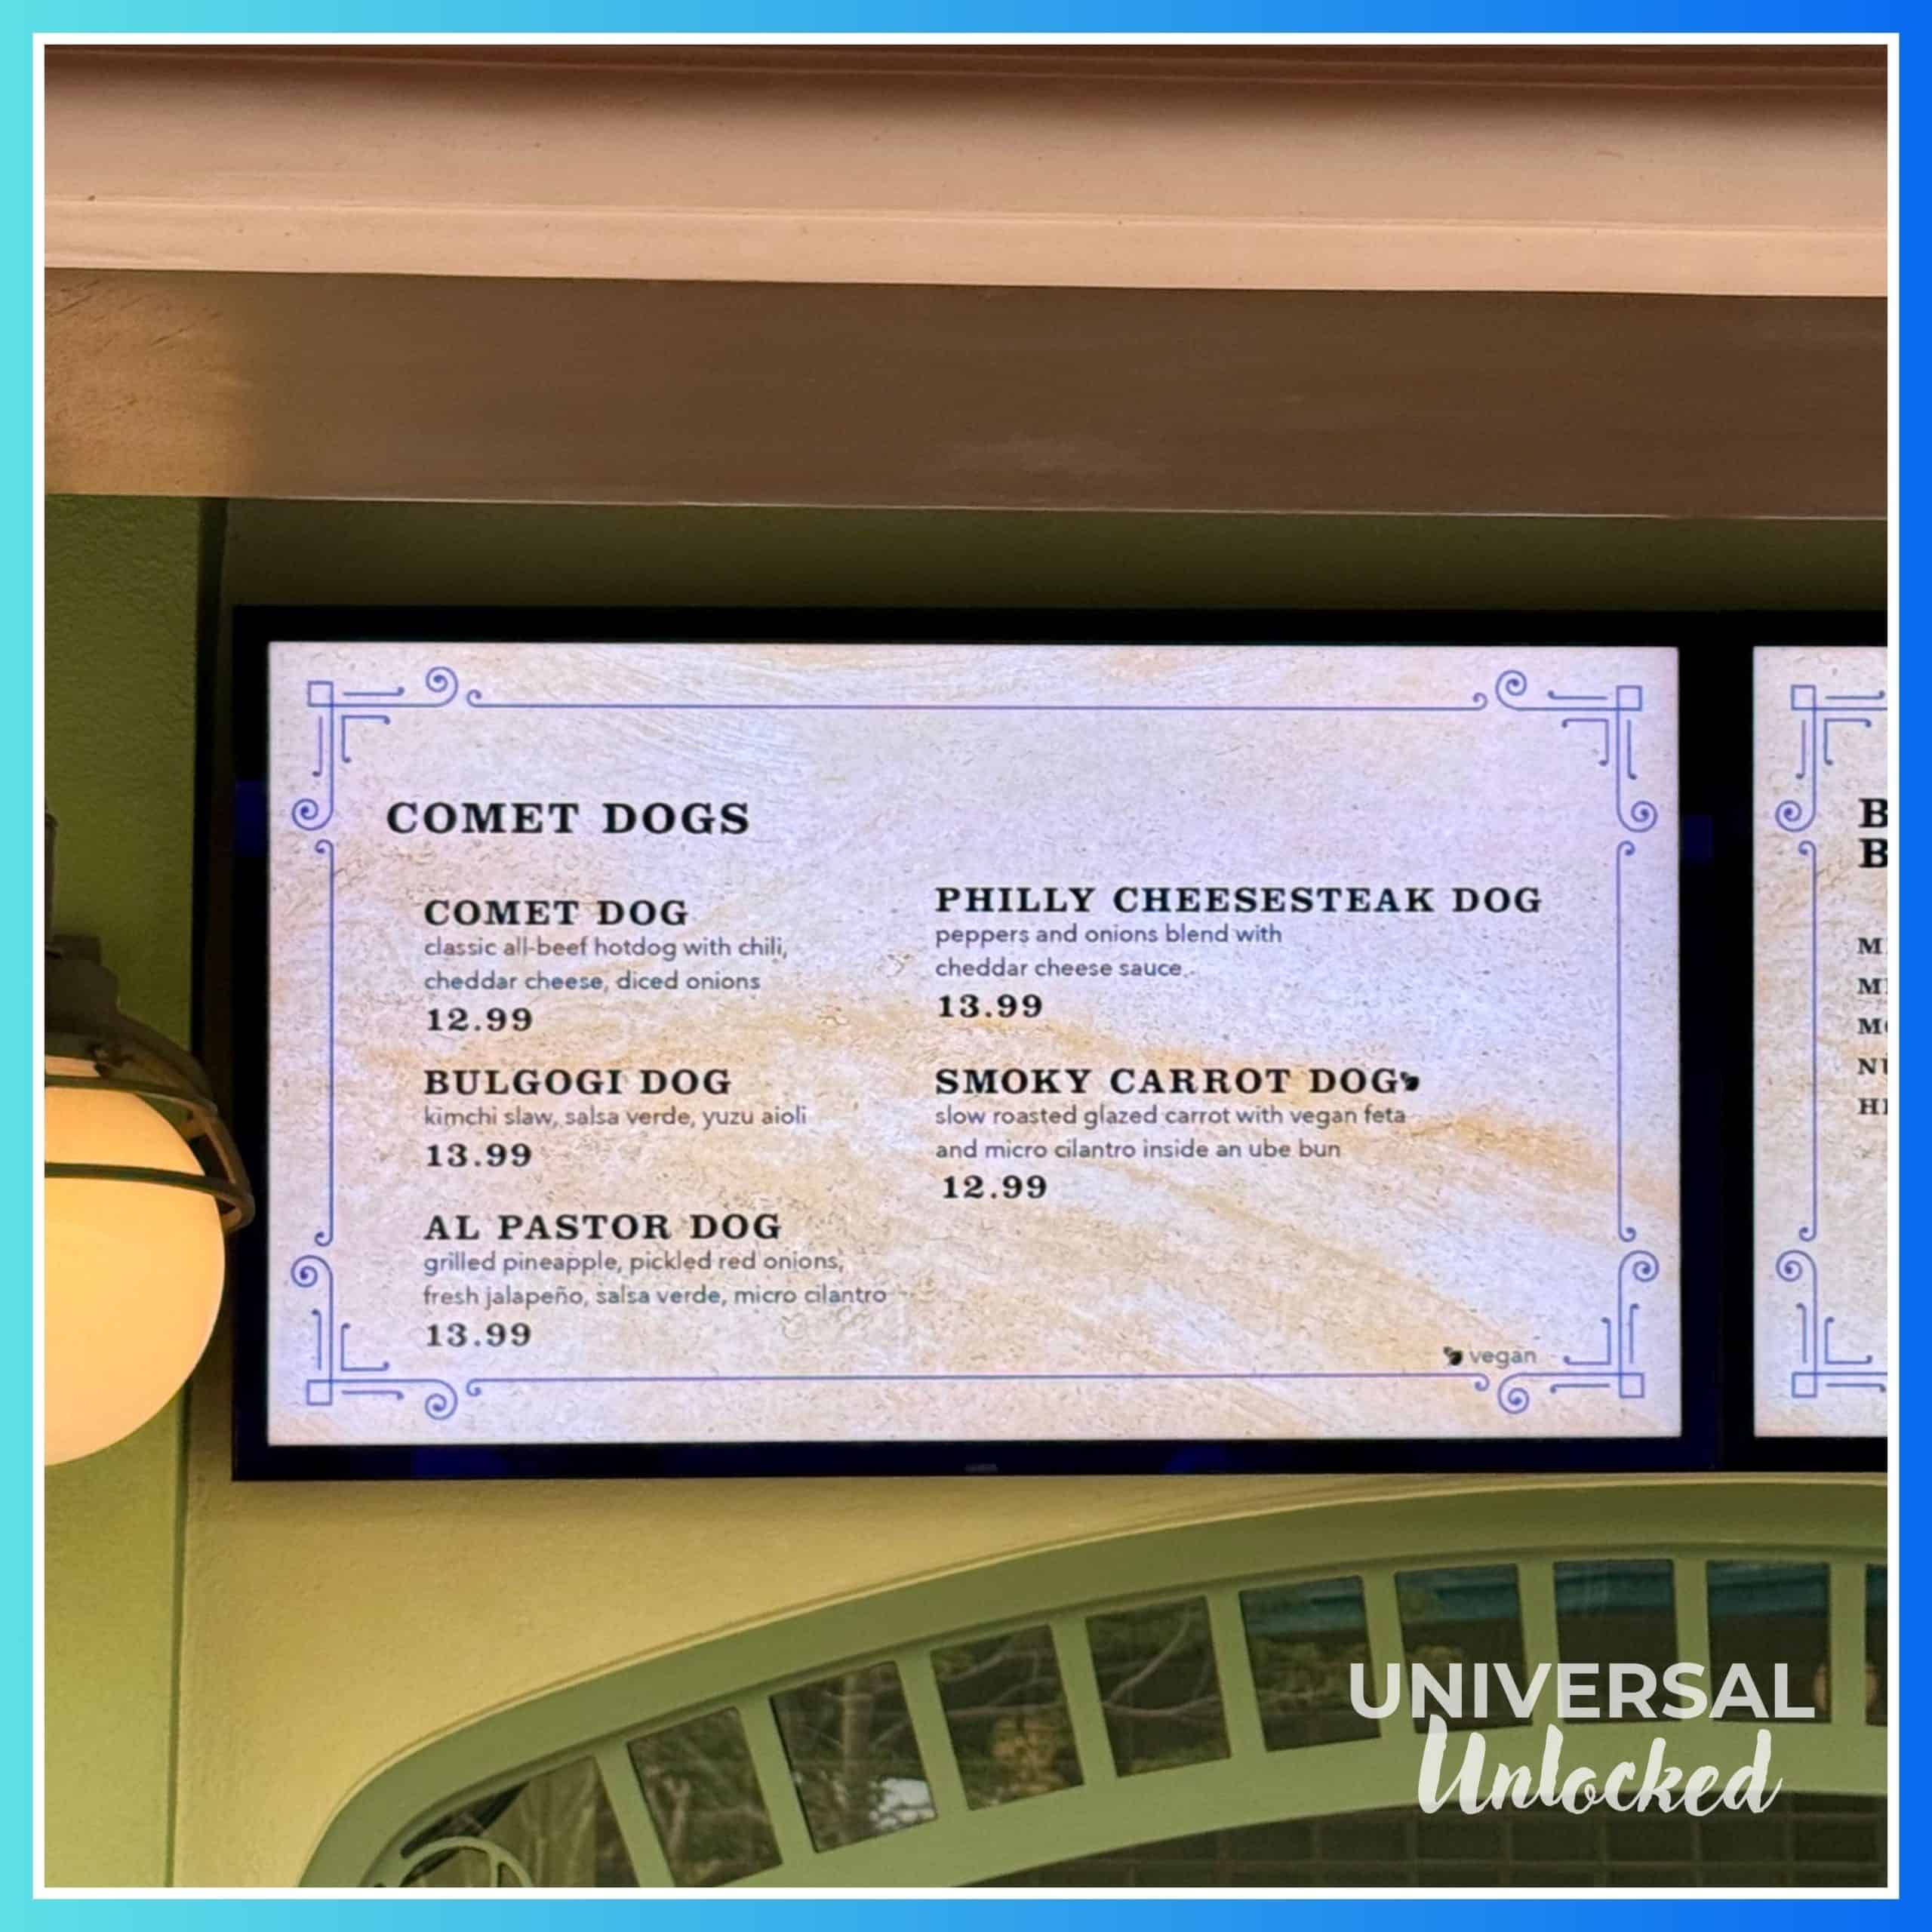 COMET DOGS
COMET DOG
classic all-beef hotdog with chili,
cheddar cheese, diced onions
12.99
BULGOGI DOG
kimchi slaw, salsa verde, yuzu aioli
13.99
AL PASTOR DOG
grilled pineapple, pickled red onions,
fresh jalapeño, salsa verde, micro cilantro
13.99
PHILLY CHEESESTEAK DOG
peppers and onions blend with
cheddar cheese sauce
13.99
SMOKY CARROT DOG
slow roasted glazed carrot with vegan feta
and micro cilantro inside an ube bun
12.99
vegan
UNIVERSAL
Unlocked